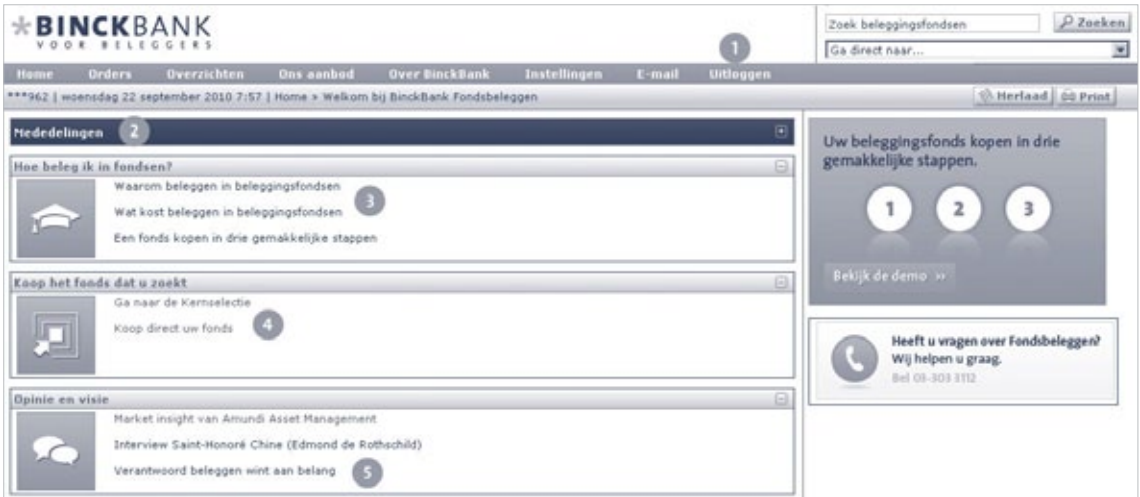 *BINCKBANK
VOOR BELEGGERS
Zoek beleggingsfondsen
Zoeken
Ga direct naar...
1
Home Orders Overzichten Ons aanbod Over BinckBank Instellingen E-mail Uitloggen
***962 | woensdag 22 september 2010 7:57 | Home » Welkom bij BinckBank Fondsbeleggen
Herlaad Print
Mededelingen 2
Hoe beleg ik in fondsen?
Waarom beleggen in beleggingsfondsen
3
Wat kost beleggen in beleggingsfondsen
Een fonds kopen in drie gemakkelijke stappen
Koop het fonds dat u zoekt
Ga naar de Kernselectie
Koop direct uw fonds 4
Opinie en visie
Market insight van Amundi Asset Management
Interview Saint-Honoré Chine (Edmond de Rothschild)
Verantwoord beleggen wint aan belang 5
Uw beleggingsfonds kopen in drie
gemakkelijke stappen.
1 2 3
Bekijk de demo »
Heeft u vragen over Fondsbeleggen?
Wij helpen u graag.
Bel 03-303 3112